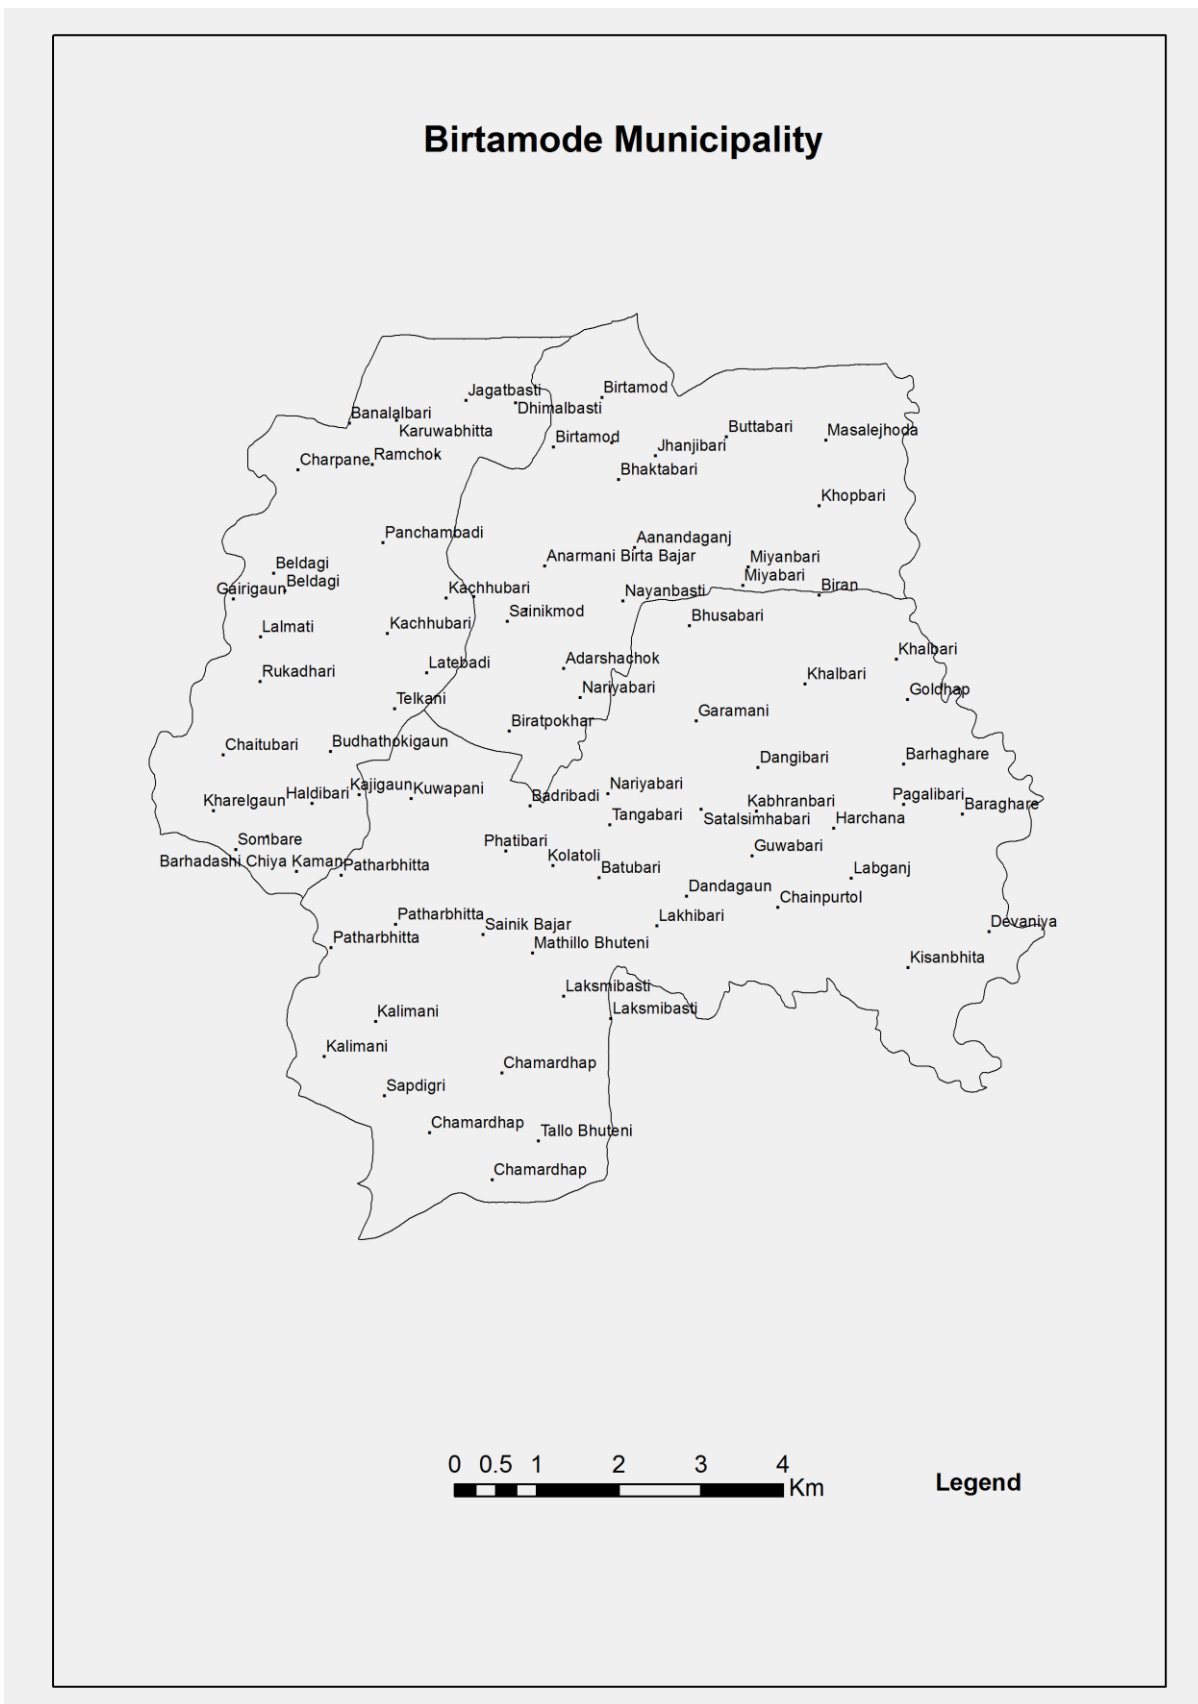 Birtamode Municipality
Jagatbasti
Birtamod
Dhimalbasti
Banalalbari
Karuwabhitta
Birtamod
Buttabari
Masalejhoda
Jhanjibari
Charpane
Ramchok
Bhaktabari
Khopbari
Panchambadi
Aanandaganj
Anarmani Birta Bajar
Miyanbari
Beldagi
Beldagi
Miyabari
Gairigaun
Kachhubari
Nayanbasti
Biran
Sainikmod
Bhusabari
Lalmati
Kachhubari
Khalbari
Adarshachok
Latebadi
Rukadhari
Khalbari
Nariyabari
Goldhap
Telkani
Garamani
Biratpokhar
Chaitubari
Budhathokigaun
Dangibari
Barhaghare
Nariyabari
Kajigaun
Kuwapani
Haldibari
Kharelgaun
Badribadi
Kabhranbari
Pagalibari
Baraghare
Tangabari
Satalsimhabari
Harchana
Sombare
Phatibari
Guwabari
Kolatoli
Barhadashi Chiya Kaman
Patharbhitta
Batubari
Labganj
Dandagaun
Chainpurtol
Patharbhitta
Sainik Bajar
Lakhibari
Devaniya
Patharbhitta
Mathillo Bhuteni
Kisanbhita
Laksmibasti
Laksmibasti
Kalimani
Kalimani
Chamardhap
Sapdigri
Chamardhap
Tallo Bhuteni
Chamardhap
0 0.5 1 2 3 4
Km
Legend